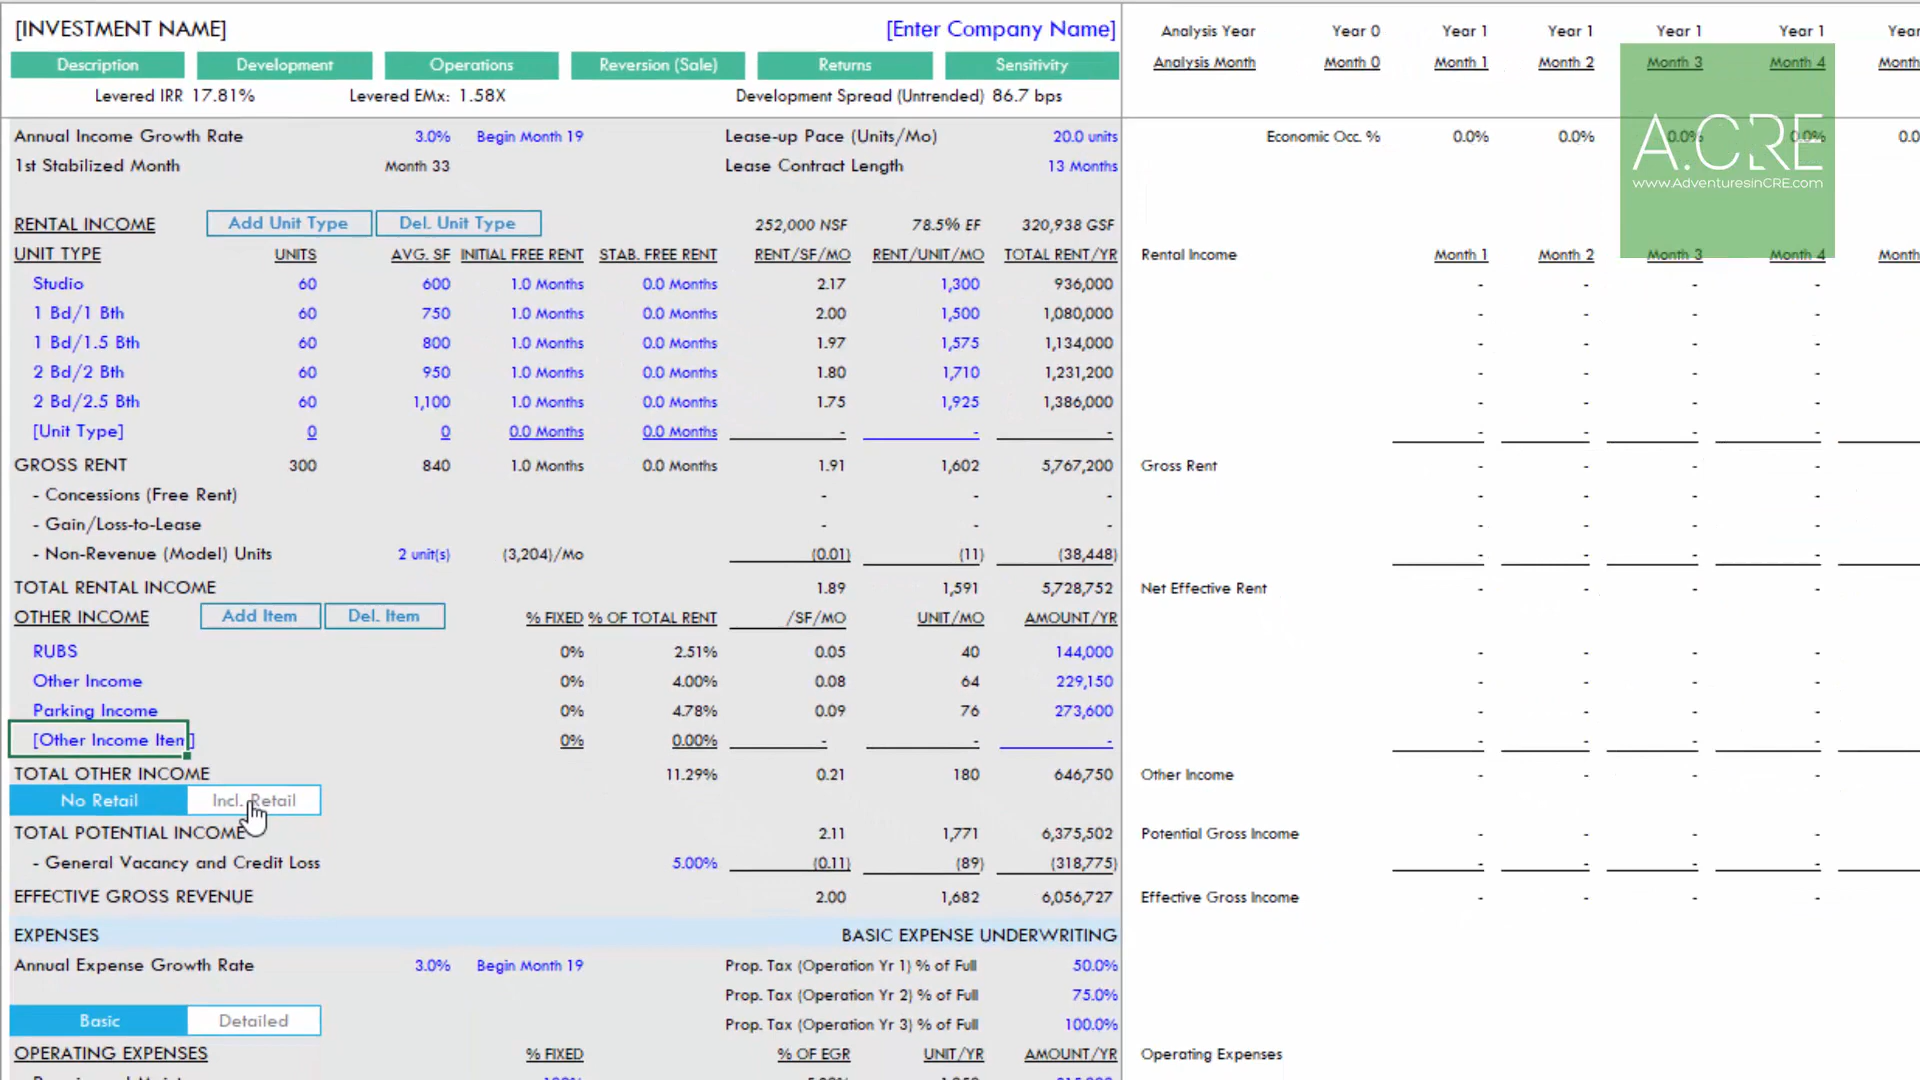 [INVESTMENT NAME] [Enter Company Name] Analysis Year Year 0 Year 1 Year 1 Year 1 Year 1 Year
Description Development Operations Reversion (Sale) Returns Sensitivity Analysis Month Month 0 Month 1 Month 2 Month 3 Month 4 Month
Levered IRR 17.81% Levered EMx: 1.58X Development Spread (Untrended) 86.7 bps
Annual Income Growth Rate 3.0% Begin Month 19 Lease-up Pace (Units/Mo) 20.0 units Economic Occ. % 0.0% 0.0% 0.0% 0.0% 0.0
A.CRE
www.AdventuresinCRE.com
1st Stabilized Month Month 33 Lease Contract Length 13 Months
RENTAL INCOME Add Unit Type Del. Unit Type 252,000 NSF 78.5% EF 320,938 GSF
UNIT TYPE UNITS AVG. SF INITIAL FREE RENT STAB. FREE RENT RENT/SF/MO RENT/UNIT/MO TOTAL RENT/YR Rental Income Month 1 Month 2 Month 3 Month 4 Month
Studio 60 600 1.0 Months 0.0 Months 2.17 1,300 936,000 - - - -
1 Bd/1 Bth 60 750 1.0 Months 0.0 Months 2.00 1,500 1,080,000 - - - -
1 Bd/1.5 Bth 60 800 1.0 Months 0.0 Months 1.97 1,575 1,134,000 - - - -
2 Bd/2 Bth 60 950 1.0 Months 0.0 Months 1.80 1,710 1,231,200 - - - -
2 Bd/2.5 Bth 60 1,100 1.0 Months 0.0 Months 1.75 1,925 1,386,000 - - - -
[Unit Type] 0 0 0.0 Months 0.0 Months - - - - - - -
GROSS RENT 300 840 1.0 Months 0.0 Months 1.91 1,602 5,767,200 Gross Rent - - - -
- Concessions (Free Rent) - - - - - - -
- Gain/Loss-to-Lease - - - - - - -
- Non-Revenue (Model) Units 2 unit(s) (3,204)/Mo (0.01) (11) (38,448) - - - -
TOTAL RENTAL INCOME 1.89 1,591 5,728,752 Net Effective Rent - - - -
OTHER INCOME Add Item Del. Item % FIXED % OF TOTAL RENT /SF/MO UNIT/MO AMOUNT/YR
RUBS 0% 2.51% 0.05 40 144,000 - - - -
Other Income 0% 4.00% 0.08 64 229,150 - - - -
Parking Income 0% 4.78% 0.09 76 273,600 - - - -
[Other Income Item] 0% 0.00% - - - - - - -
TOTAL OTHER INCOME 11.29% 0.21 180 646,750 Other Income - - - -
No Retail Incl. Retail
TOTAL POTENTIAL INCOME 2.11 1,771 6,375,502 Potential Gross Income - - - -
- General Vacancy and Credit Loss 5.00% (0.11) (89) (318,775) - - - -
EFFECTIVE GROSS REVENUE 2.00 1,682 6,056,727 Effective Gross Income - - - -
EXPENSES BASIC EXPENSE UNDERWRITING
Annual Expense Growth Rate 3.0% Begin Month 19 Prop. Tax (Operation Yr 1) % of Full 50.0%
Prop. Tax (Operation Yr 2) % of Full 75.0%
Basic Detailed Prop. Tax (Operation Yr 3) % of Full 100.0%
OPERATING EXPENSES % FIXED % OF EGR UNIT/YR AMOUNT/YR Operating Expenses